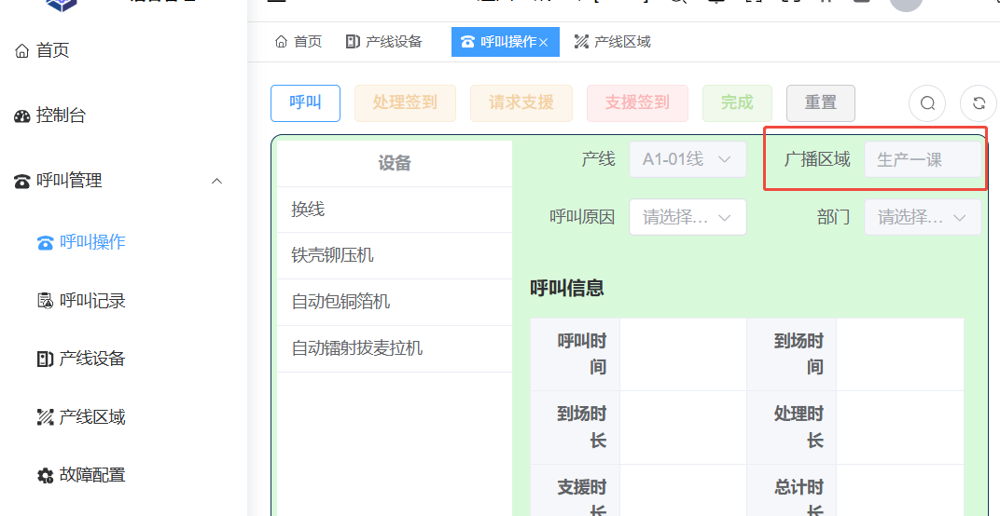 首页
控制台
呼叫管理
呼叫操作
呼叫记录
产线设备
产线区域
故障配置
首页 产线设备 呼叫操作 产线区域
呼叫 处理签到 请求支援 支援签到 完成 重置
设备
换线
铁壳铆压机
自动包铜箔机
自动镭射拔麦拉机
产线 A1-01线 广播区域 生产一课
呼叫原因 请选择... 部门 请选择...
呼叫信息
呼叫时间 到场时间
到场时长 处理时长
支援时长 总计时长